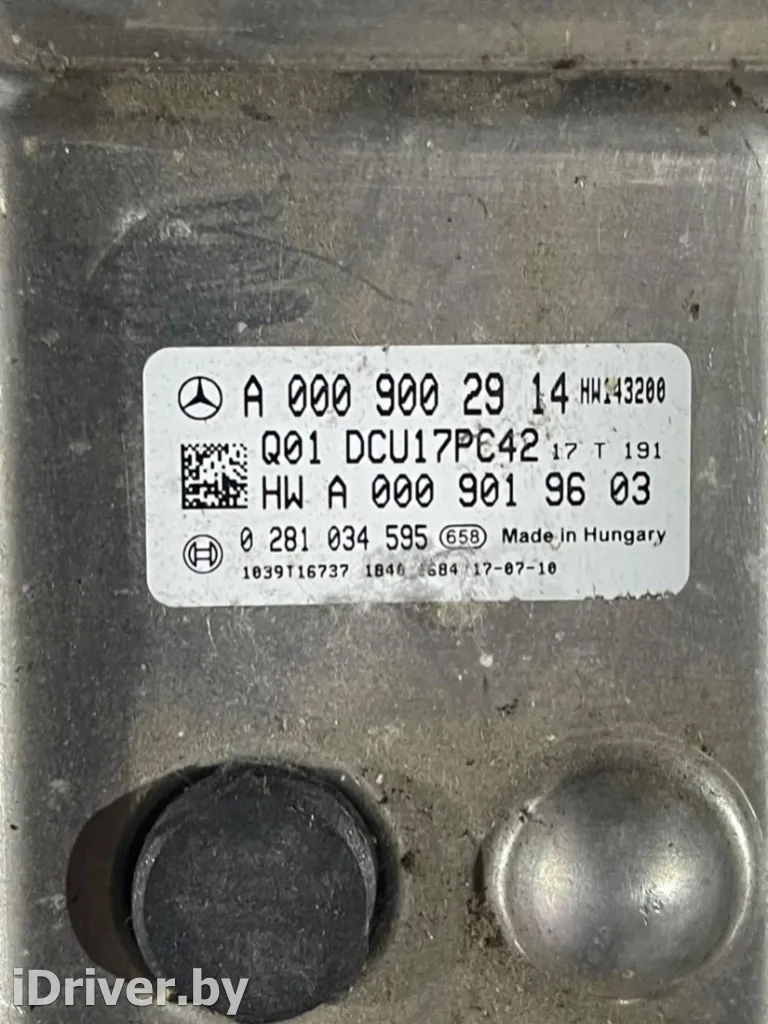 A 000 900 29 14 HW143200
Q01 DCU17PC42 17 T 191
HW A 000 901 96 03
0 281 034 595 658 Made in Hungary
1039T16737 17-07-10
iDriver.by